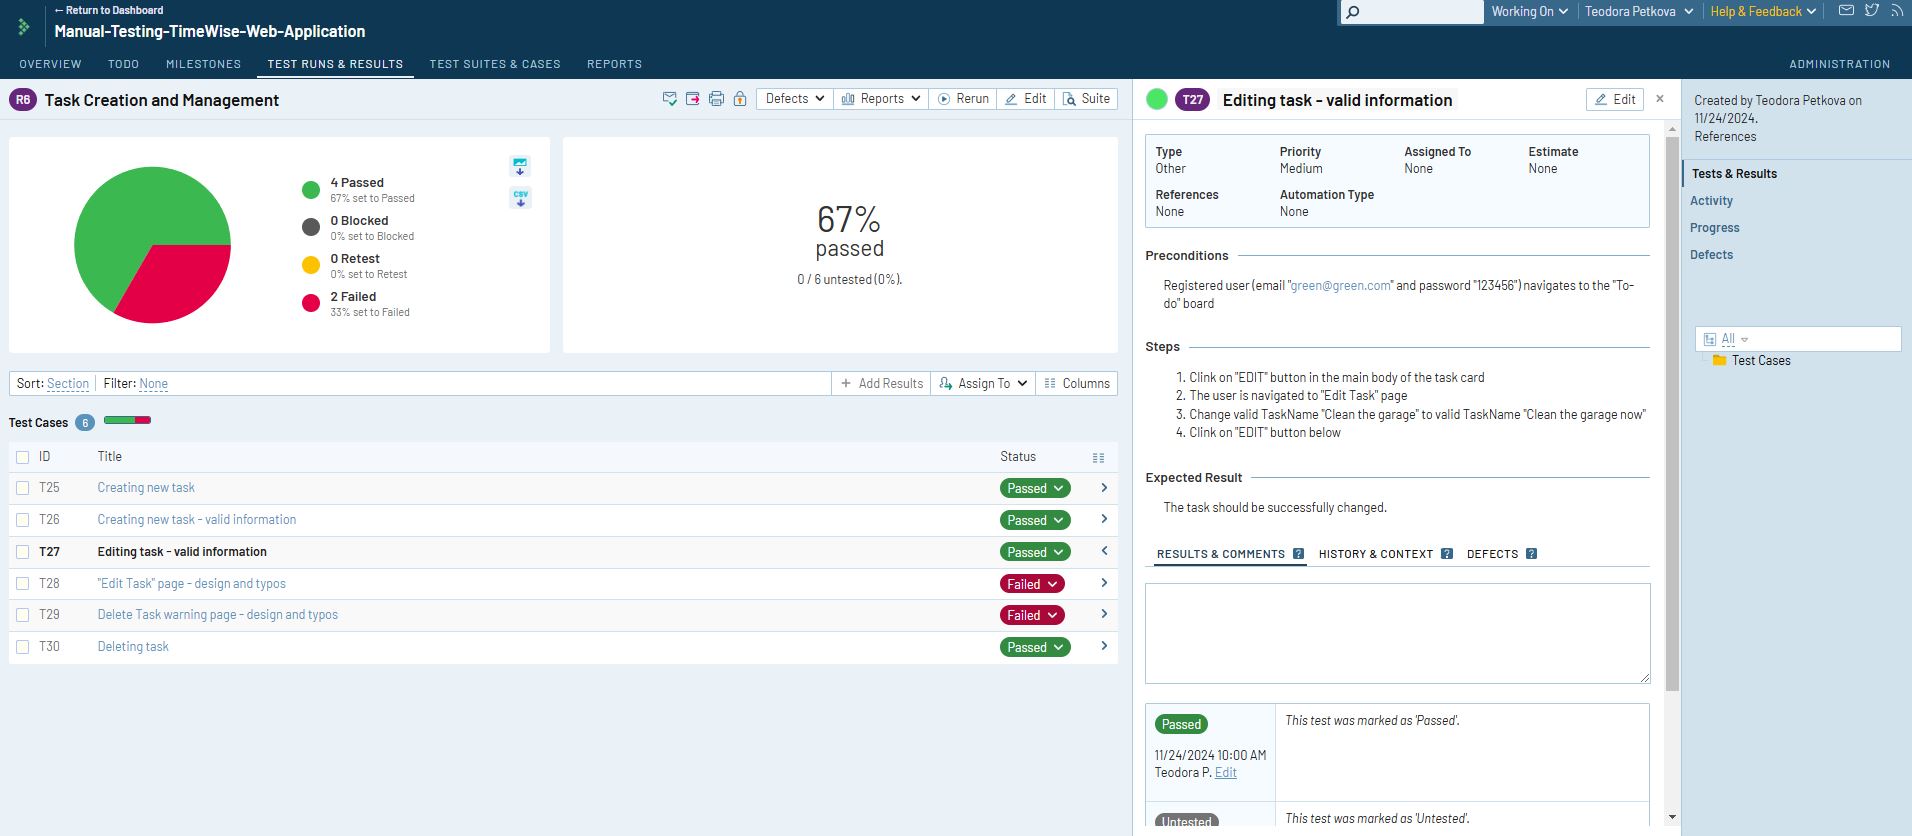 ← Return to Dashboard
Manual-Testing-TimeWise-Web-Application
Working On
Teodora Petkova
Help & Feedback
OVERVIEW
TODO
MILESTONES
TEST RUNS & RESULTS
TEST SUITES & CASES
REPORTS
ADMINISTRATION
R6 Task Creation and Management
Defects
Reports
Rerun
Edit
Suite
4 Passed
67% set to Passed
0 Blocked
0% set to Blocked
0 Retest
0% set to Retest
2 Failed
33% set to Failed
CSV
67%
passed
0 / 6 untested (0%).
Sort: Section
Filter: None
+ Add Results
Assign To
Columns
Test Cases 6
ID Title Status
T25 Creating new task Passed
T26 Creating new task - valid information Passed
T27 Editing task - valid information Passed
T28 "Edit Task" page - design and typos Failed
T29 Delete Task warning page - design and typos Failed
T30 Deleting task Passed
T27 Editing task - valid information
Edit
×
Type Priority Assigned To Estimate
Other Medium None None
References Automation Type
None None
Preconditions
Registered user (email "green@green.com" and password "123456") navigates to the "To-
do" board
Steps
1. Clink on "EDIT" button in the main body of the task card
2. The user is navigated to "Edit Task" page
3. Change valid TaskName "Clean the garage" to valid TaskName "Clean the garage now"
4. Clink on "EDIT" button below
Expected Result
The task should be successfully changed.
RESULTS & COMMENTS ?
HISTORY & CONTEXT ?
DEFECTS ?
Passed
This test was marked as 'Passed'.
11/24/2024 10:00 AM
Teodora P. Edit
Untested
This test was marked as 'Untested'.
Created by Teodora Petkova on
11/24/2024.
References
Tests & Results
Activity
Progress
Defects
All
Test Cases